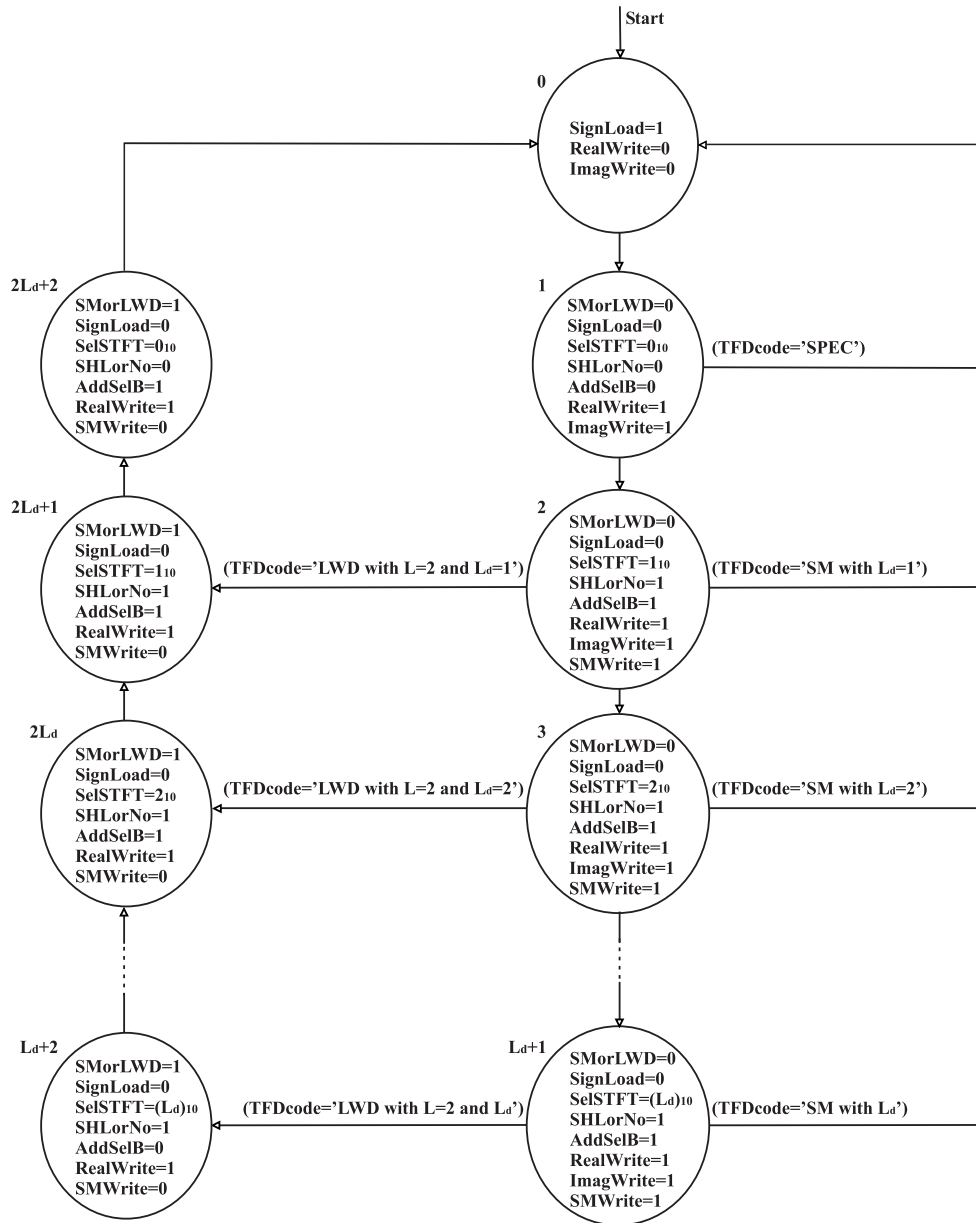 Start
0
SignLoad=1
RealWrite=0
ImagWrite=0
2Ld+2
SMorLWD=1
SignLoad=0
SelSTFT=0₁₀
SHLorNo=0
AddSelB=1
RealWrite=1
SMWrite=0
1
SMorLWD=0
SignLoad=0
SelSTFT=0₁₀
SHLorNo=0
AddSelB=0
RealWrite=1
ImagWrite=1
(TFDcode='SPEC')
2Ld+1
SMorLWD=1
SignLoad=0
SelSTFT=1₁₀
SHLorNo=1
AddSelB=1
RealWrite=1
SMWrite=0
(TFDcode='LWD with L=2 and Ld=1')
2
SMorLWD=0
SignLoad=0
SelSTFT=1₁₀
SHLorNo=1
AddSelB=1
RealWrite=1
ImagWrite=1
SMWrite=1
(TFDcode='SM with Ld=1')
2Ld
SMorLWD=1
SignLoad=0
SelSTFT=2₁₀
SHLorNo=1
AddSelB=1
RealWrite=1
SMWrite=0
(TFDcode='LWD with L=2 and Ld=2')
3
SMorLWD=0
SignLoad=0
SelSTFT=2₁₀
SHLorNo=1
AddSelB=1
RealWrite=1
ImagWrite=1
SMWrite=1
(TFDcode='SM with Ld=2')
Ld+2
SMorLWD=1
SignLoad=0
SelSTFT=(Ld)₁₀
SHLorNo=1
AddSelB=0
RealWrite=1
SMWrite=0
(TFDcode='LWD with L=2 and Ld')
Ld+1
SMorLWD=0
SignLoad=0
SelSTFT=(Ld)₁₀
SHLorNo=1
AddSelB=1
RealWrite=1
ImagWrite=1
SMWrite=1
(TFDcode='SM with Ld')